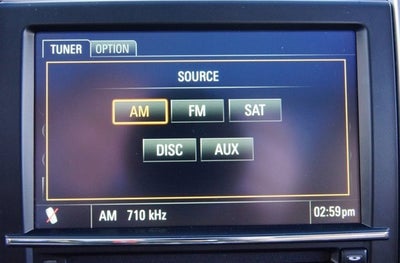 TUNER OPTION
SOURCE
AM FM SAT
DISC AUX
AM 710 kHz 02:59pm